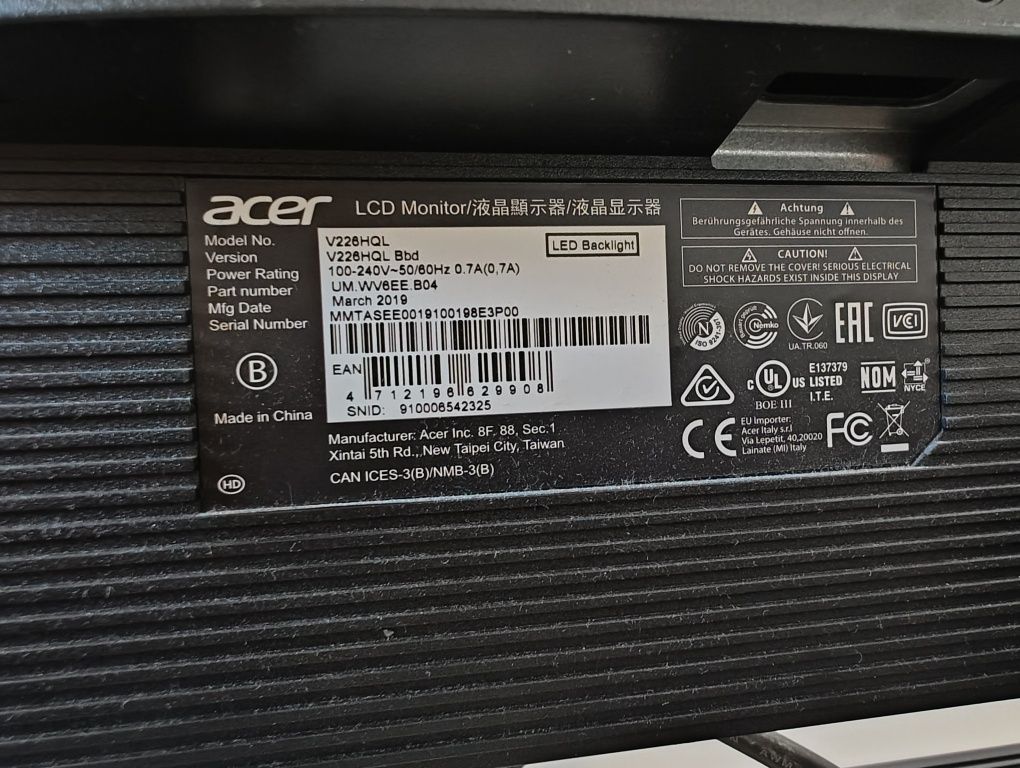 acer LCD Monitor/液晶顯示器/液晶显示器
Model No. V226HQL
Version V226HQL Bbd
Power Rating 100-240V~50/60Hz 0.7A(0,7A)
Part number UM.WV6EE.B04
Mfg Date March 2019
Serial Number MMTASEE0019100198E3P00
LED Backlight
EAN
4 712196 629908
SNID: 910006542325
B
Made in China
HD
Manufacturer: Acer Inc. 8F, 88, Sec.1
Xintai 5th Rd.,New Taipei City, Taiwan
CAN ICES-3(B)/NMB-3(B)
Achtung
Berührungsgefährliche Spannung innerhalb des
Gerätes. Gehäuse nicht öffnen.
CAUTION!
DO NOT REMOVE THE COVER! SERIOUS ELECTRICAL
SHOCK HAZARDS EXIST INSIDE THIS DISPLAY
N
ISO 9241-307
Nemko
UA.TR.060
EAC
VCI
C UL US LISTED
E137379
I.T.E.
BOE III
NOM
NYCE
CE
EU Importer:
Acer Italy s.r.l
Via Lepetit, 40,20020
Lainate (MI) Italy
FC